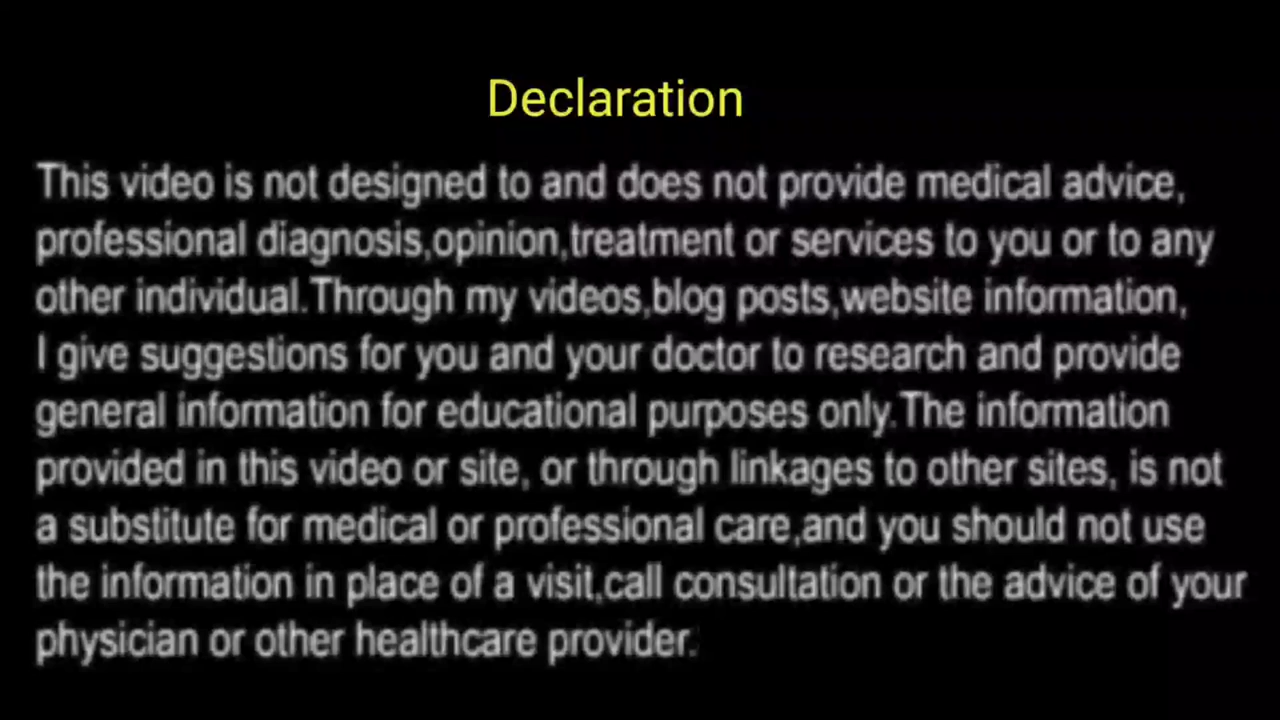 Declaration
This video is not designed to and does not provide medical advice,
professional diagnosis,opinion,treatment or services to you or to any
other individual.Through my videos,blog posts,website information,
I give suggestions for you and your doctor to research and provide
general information for educational purposes only.The information
provided in this video or site, or through linkages to other sites, is not
a substitute for medical or professional care,and you should not use
the information in place of a visit,call consultation or the advice of your
physician or other healthcare provider.